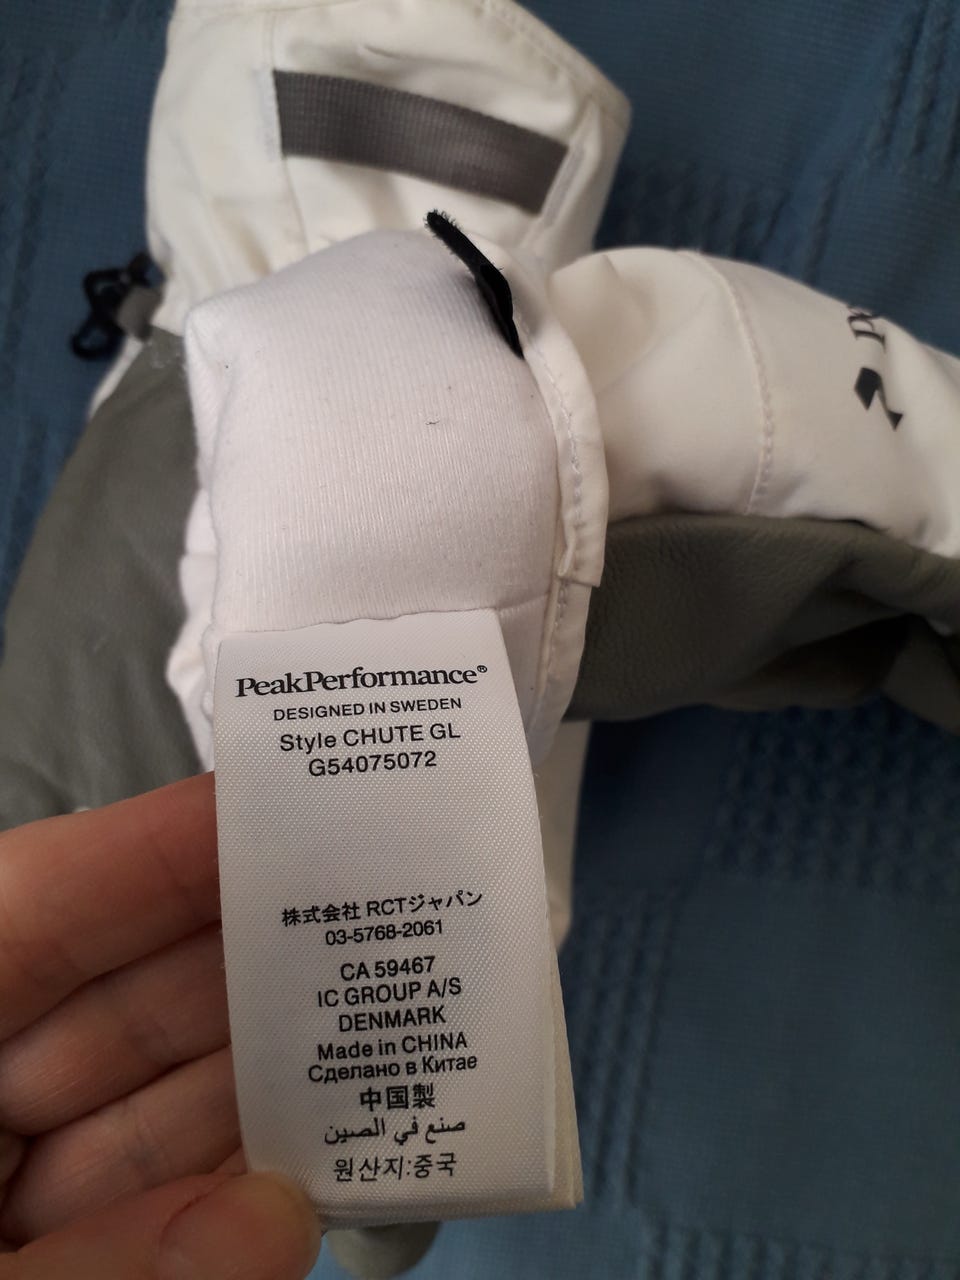 PeakPerformance®
DESIGNED IN SWEDEN
Style CHUTE GL
G54075072
株式会社 RCTジャパン
03-5768-2061
CA 59467
IC GROUP A/S
DENMARK
Made in CHINA
Сделано в Китае
中国製
صنع في الصين
원산지:중국